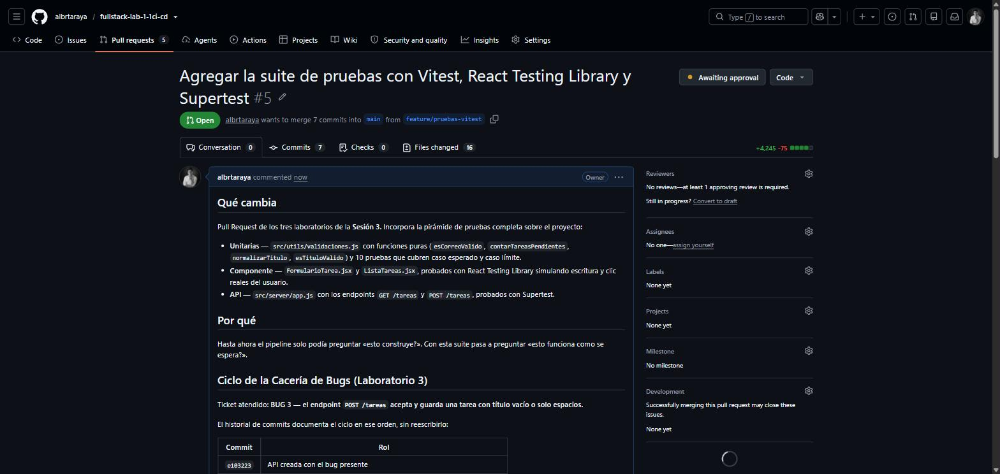 albrtaraya / fullstack-lab-1-1ci-cd
Type / to search
Code Issues Pull requests 5 Agents Actions Projects Wiki Security and quality Insights Settings
Agregar la suite de pruebas con Vitest, React Testing Library y
Supertest #5
Awaiting approval Code
Open albrtaraya wants to merge 7 commits into main from feature/pruebas-vitest
Conversation 0 Commits 7 Checks 0 Files changed 16
+4,245 -75
albrtaraya commented now Owner
Qué cambia
Pull Request de los tres laboratorios de la Sesión 3. Incorpora la pirámide de pruebas completa sobre el proyecto:
• Unitarias — src/utils/validaciones.js con funciones puras ( esCorreoValido , contarTareasPendientes ,
normalizarTitulo , esTituloValido ) y 10 pruebas que cubren caso esperado y caso límite.
• Componente — FormularioTarea.jsx y ListaTareas.jsx , probados con React Testing Library simulando escritura y clic
reales del usuario.
• API — src/server/app.js con los endpoints GET /tareas y POST /tareas , probados con Supertest.
Por qué
Hasta ahora el pipeline solo podía preguntar «esto construye?». Con esta suite pasa a preguntar «esto funciona como se
espera?».
Ciclo de la Cacería de Bugs (Laboratorio 3)
Ticket atendido: BUG 3 — el endpoint POST /tareas acepta y guarda una tarea con título vacío o solo espacios.
El historial de commits documenta el ciclo en ese orden, sin reescribirlo:
Commit Rol
e103223 API creada con el bug presente
Reviewers
No reviews—at least 1 approving review is required.
Still in progress? Convert to draft
Assignees
No one—assign yourself
Labels
None yet
Projects
None yet
Milestone
No milestone
Development
Successfully merging this pull request may close these
issues.
None yet